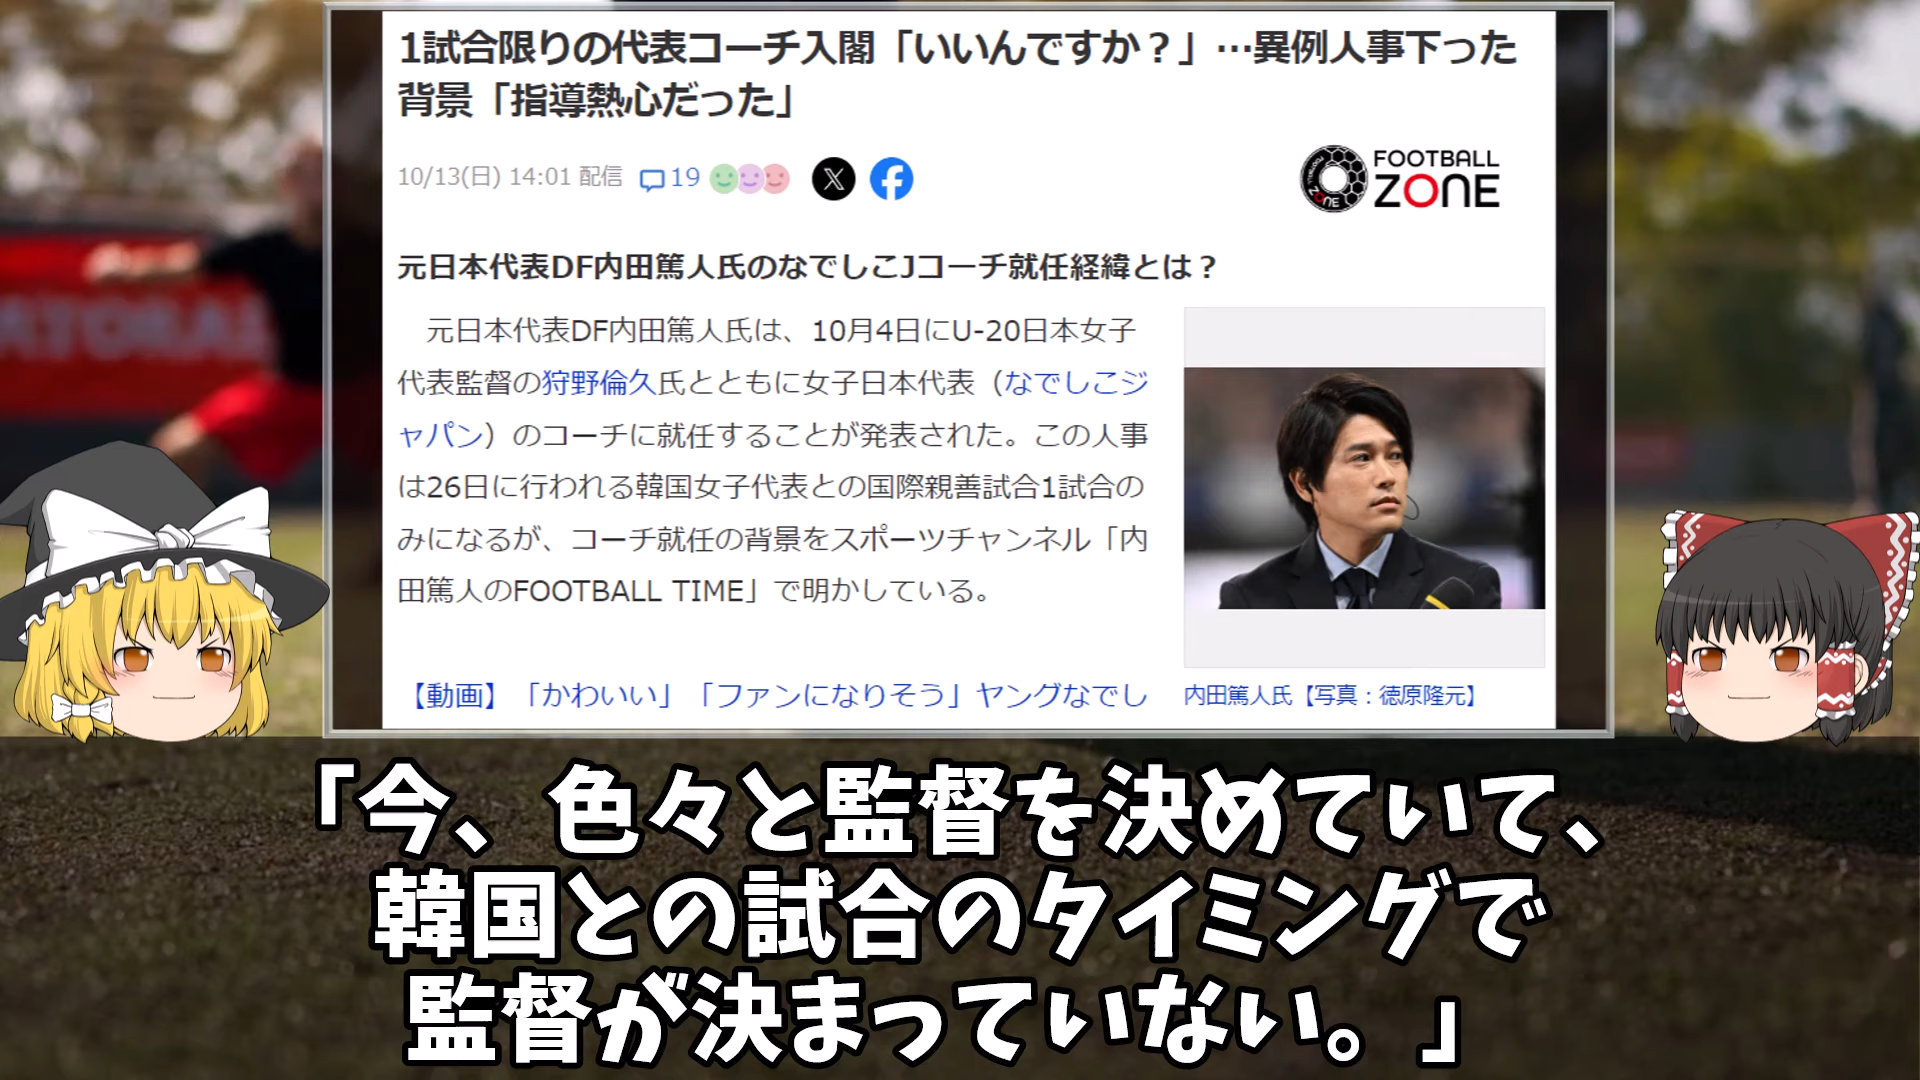 1試合限りの代表コーチ入閣「いいんですか？」…異例人事下った
背景「指導熱心だった」
10/13(日) 14:01 配信 19
FOOTBALL
ZONE
元日本代表DF内田篤人氏のなでしこJコーチ就任経緯とは？
元日本代表DF内田篤人氏は、10月4日にU-20日本女子
代表監督の狩野倫久氏とともに女子日本代表（なでしこジ
ャパン）のコーチに就任することが発表された。この人事
は26日に行われる韓国女子代表との国際親善試合1試合の
みになるが、コーチ就任の背景をスポーツチャンネル「内
田篤人のFOOTBALL TIME」で明かしている。
【動画】「かわいい」「ファンになりそう」ヤングなでし
内田篤人氏【写真：徳原隆元】
「今、色々と監督を決めていて、
韓国との試合のタイミングで
監督が決まっていない。」